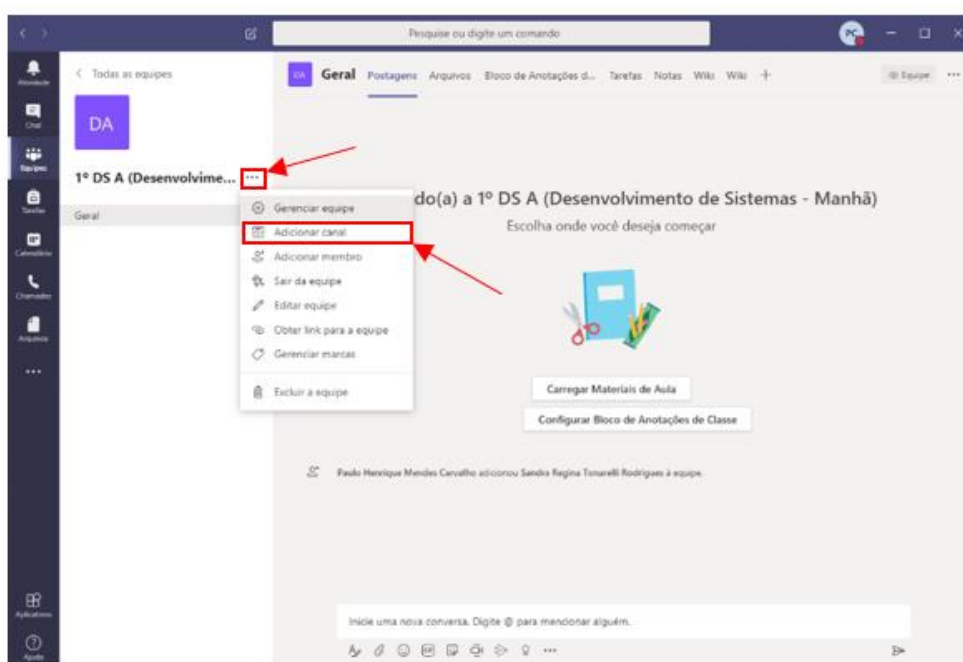 Pesquise ou digite um comando
PC
Atividade
Chat
Equipes
Tarefas
Calendário
Chamadas
Arquivos
Aplicativos
Ajuda
Todas as equipes
DA
1º DS A (Desenvolvime... ...
Geral
Gerenciar equipe
Adicionar canal
Adicionar membro
Sair da equipe
Editar equipe
Obter link para a equipe
Gerenciar marcas
Excluir a equipe
DA Geral Postagens Arquivos Bloco de Anotações d... Tarefas Notas Wiki Wiki +
Equipe
do(a) a 1º DS A (Desenvolvimento de Sistemas - Manhã)
Escolha onde você deseja começar
Carregar Materiais de Aula
Configurar Bloco de Anotações de Classe
Paulo Henrique Mendes Carvalho adicionou Sandra Regina Tonarelli Rodrigues à equipe.
Inicie uma nova conversa. Digite @ para mencionar alguém.